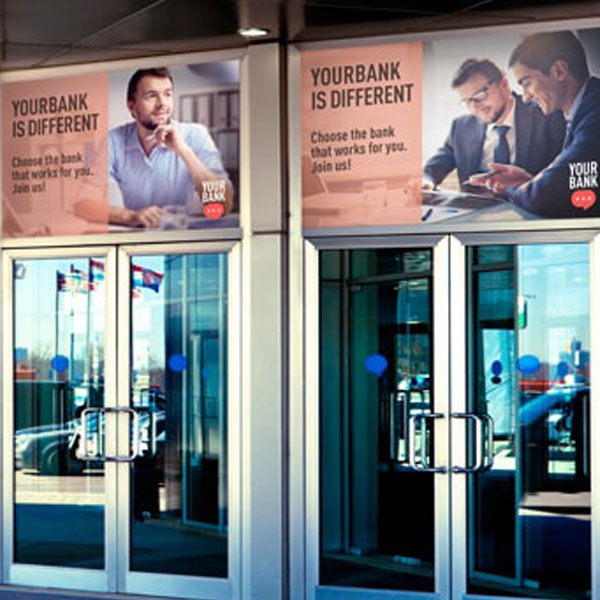 YOURBANK
IS DIFFERENT
Choose the bank
that works for you.
Join us!
YOUR
BANK
YOURBANK
IS DIFFERENT
Choose the bank
that works for you.
Join us!
YOUR
BANK